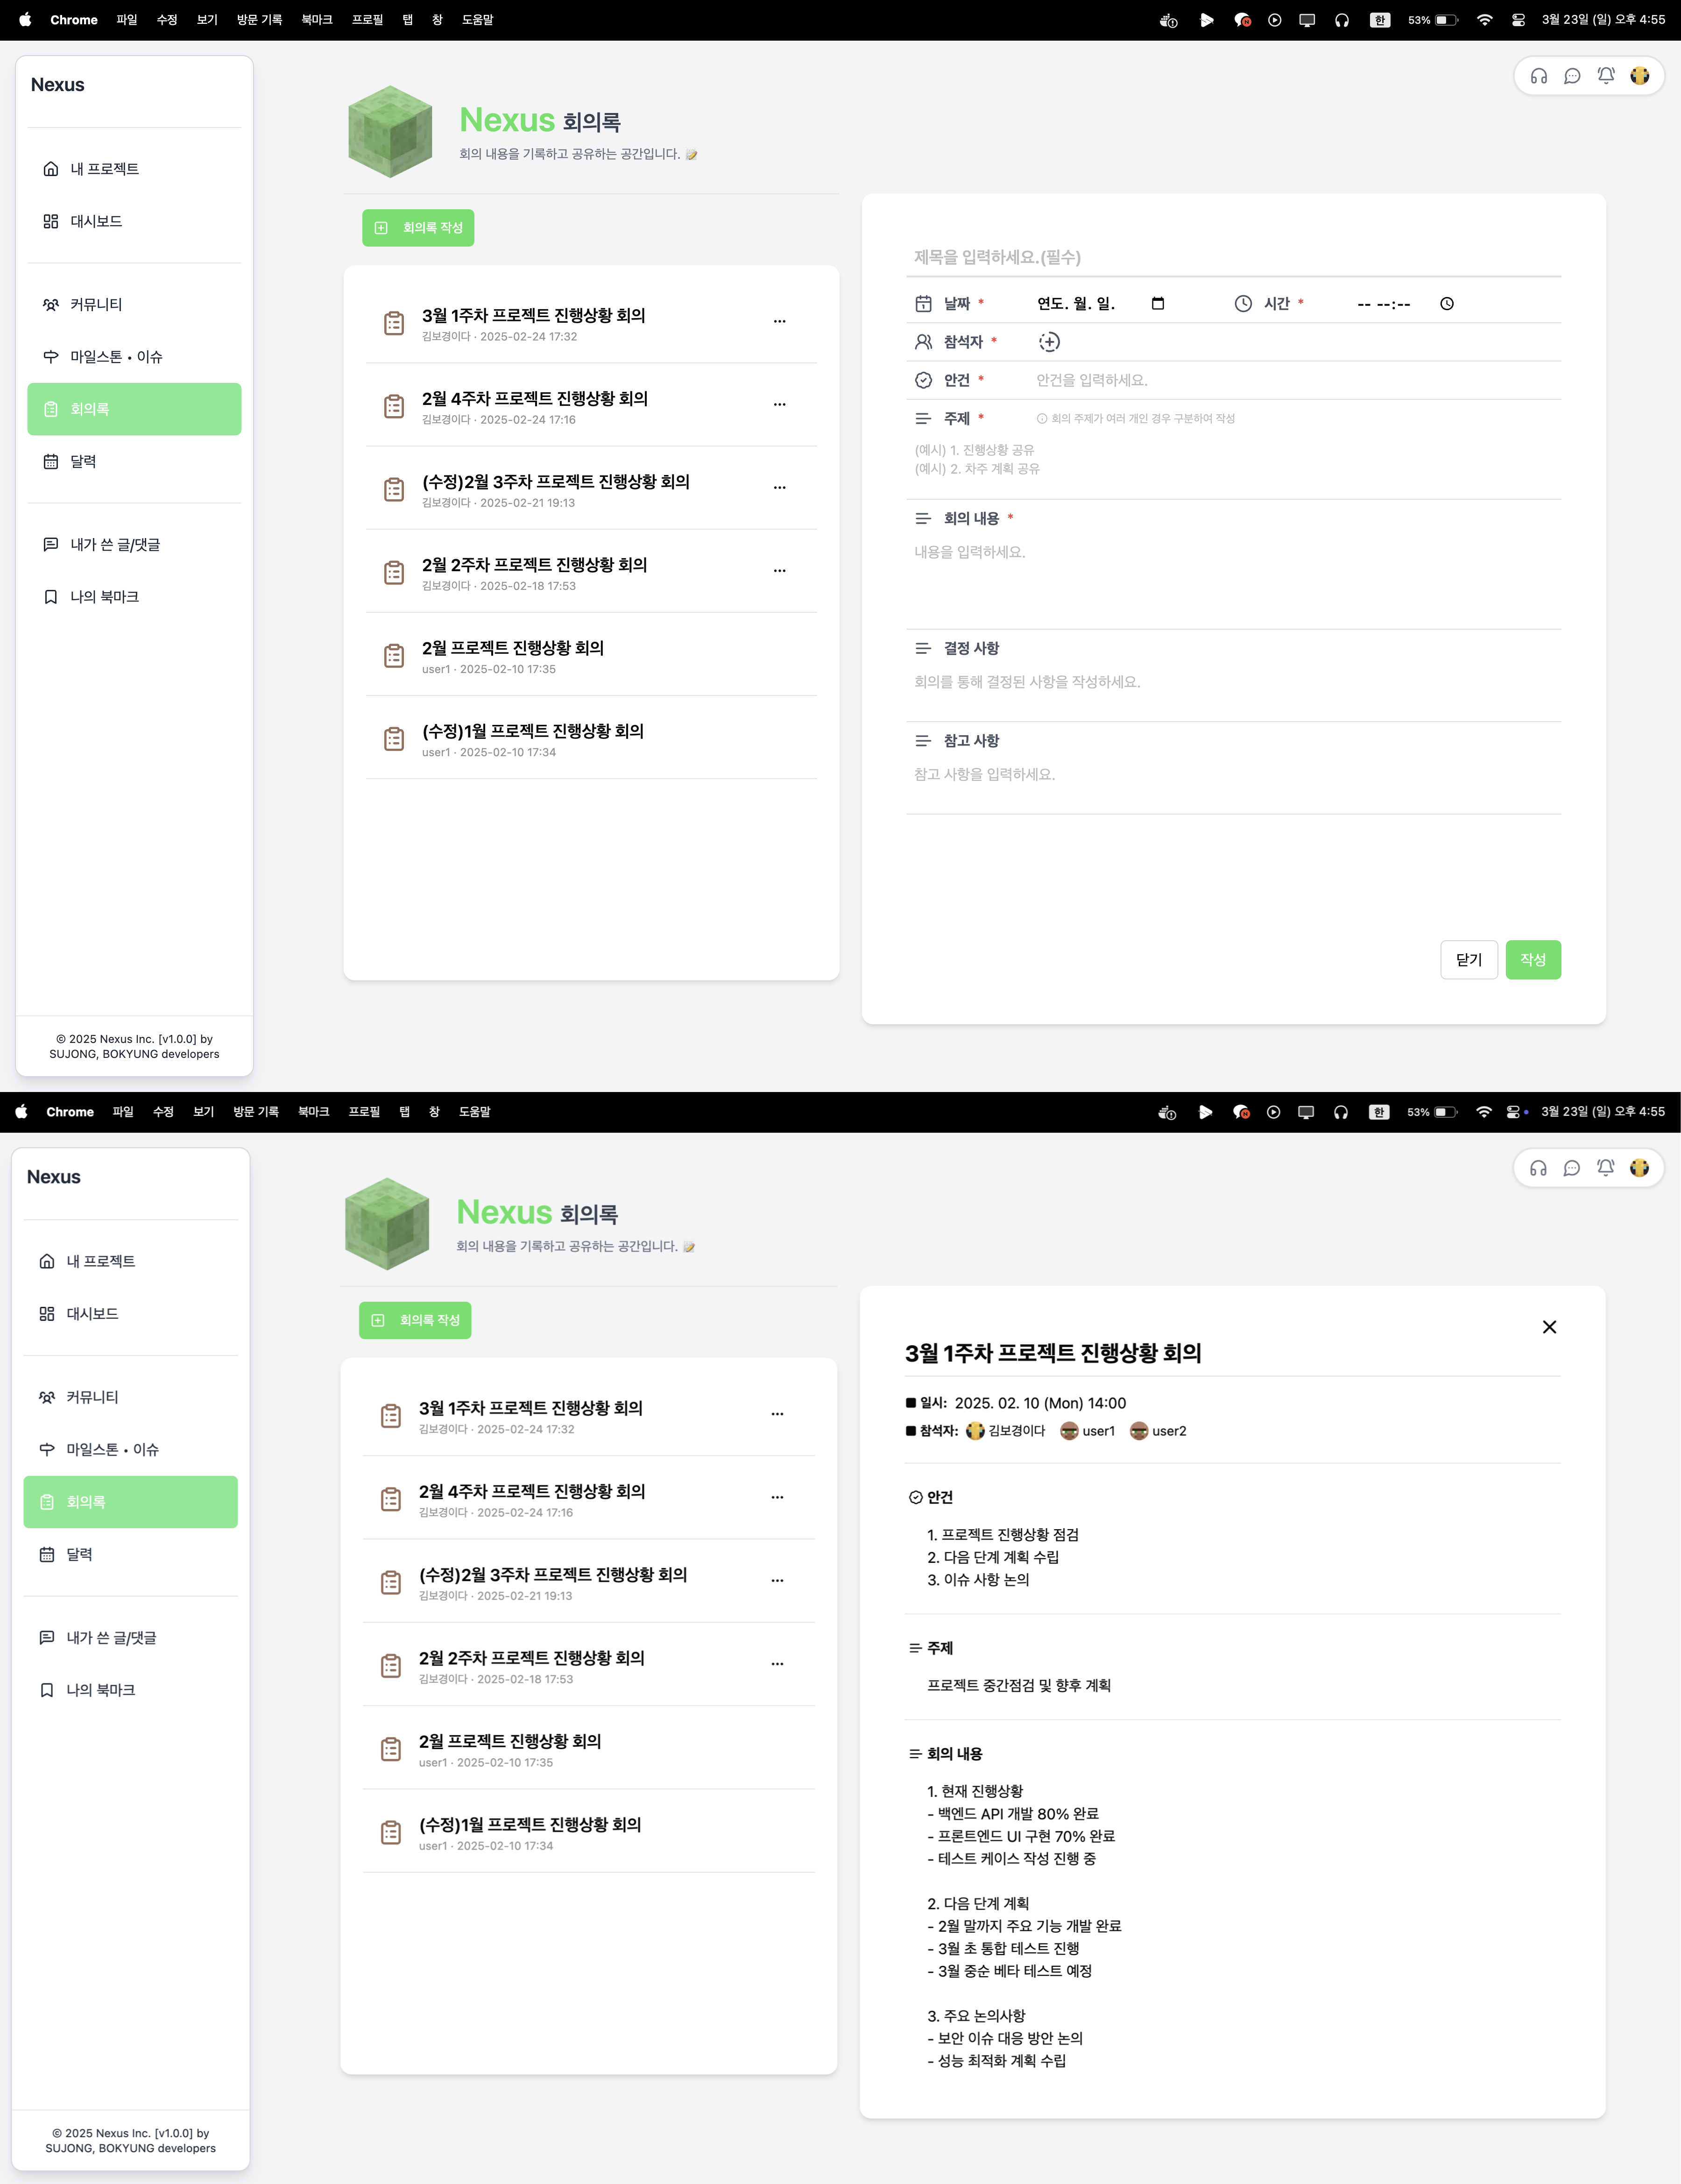 Chrome 파일 수정 보기 방문 기록 북마크 프로필 탭 창 도움말 한 53% 3월 23일 (일) 오후 4:55
Nexus
내 프로젝트
대시보드
커뮤니티
마일스톤 • 이슈
회의록
달력
내가 쓴 글/댓글
나의 북마크
© 2025 Nexus Inc. [v1.0.0] by
SUJONG, BOKYUNG developers
Nexus 회의록
회의 내용을 기록하고 공유하는 공간입니다. 📝
회의록 작성
3월 1주차 프로젝트 진행상황 회의 ...
김보경이다 · 2025-02-24 17:32
2월 4주차 프로젝트 진행상황 회의 ...
김보경이다 · 2025-02-24 17:16
(수정)2월 3주차 프로젝트 진행상황 회의 ...
김보경이다 · 2025-02-21 19:13
2월 2주차 프로젝트 진행상황 회의 ...
김보경이다 · 2025-02-18 17:53
2월 프로젝트 진행상황 회의
user1 · 2025-02-10 17:35
(수정)1월 프로젝트 진행상황 회의
user1 · 2025-02-10 17:34
제목을 입력하세요.(필수)
날짜 * 연도. 월. 일. 시간 * -- --:--
참석자 *
안건 * 안건을 입력하세요.
주제 * 회의 주제가 여러 개인 경우 구분하여 작성
(예시) 1. 진행상황 공유
(예시) 2. 차주 계획 공유
회의 내용 *
내용을 입력하세요.
결정 사항
회의를 통해 결정된 사항을 작성하세요.
참고 사항
참고 사항을 입력하세요.
닫기 작성
Chrome 파일 수정 보기 방문 기록 북마크 프로필 탭 창 도움말 한 53% 3월 23일 (일) 오후 4:55
Nexus
내 프로젝트
대시보드
커뮤니티
마일스톤 • 이슈
회의록
달력
내가 쓴 글/댓글
나의 북마크
© 2025 Nexus Inc. [v1.0.0] by
SUJONG, BOKYUNG developers
Nexus 회의록
회의 내용을 기록하고 공유하는 공간입니다. 📝
회의록 작성
3월 1주차 프로젝트 진행상황 회의 ...
김보경이다 · 2025-02-24 17:32
2월 4주차 프로젝트 진행상황 회의 ...
김보경이다 · 2025-02-24 17:16
(수정)2월 3주차 프로젝트 진행상황 회의 ...
김보경이다 · 2025-02-21 19:13
2월 2주차 프로젝트 진행상황 회의 ...
김보경이다 · 2025-02-18 17:53
2월 프로젝트 진행상황 회의
user1 · 2025-02-10 17:35
(수정)1월 프로젝트 진행상황 회의
user1 · 2025-02-10 17:34
3월 1주차 프로젝트 진행상황 회의
■ 일시: 2025. 02. 10 (Mon) 14:00
■ 참석자: 김보경이다 user1 user2
안건
1. 프로젝트 진행상황 점검
2. 다음 단계 계획 수립
3. 이슈 사항 논의
주제
프로젝트 중간점검 및 향후 계획
회의 내용
1. 현재 진행상황
- 백엔드 API 개발 80% 완료
- 프론트엔드 UI 구현 70% 완료
- 테스트 케이스 작성 진행 중
2. 다음 단계 계획
- 2월 말까지 주요 기능 개발 완료
- 3월 초 통합 테스트 진행
- 3월 중순 베타 테스트 예정
3. 주요 논의사항
- 보안 이슈 대응 방안 논의
- 성능 최적화 계획 수립